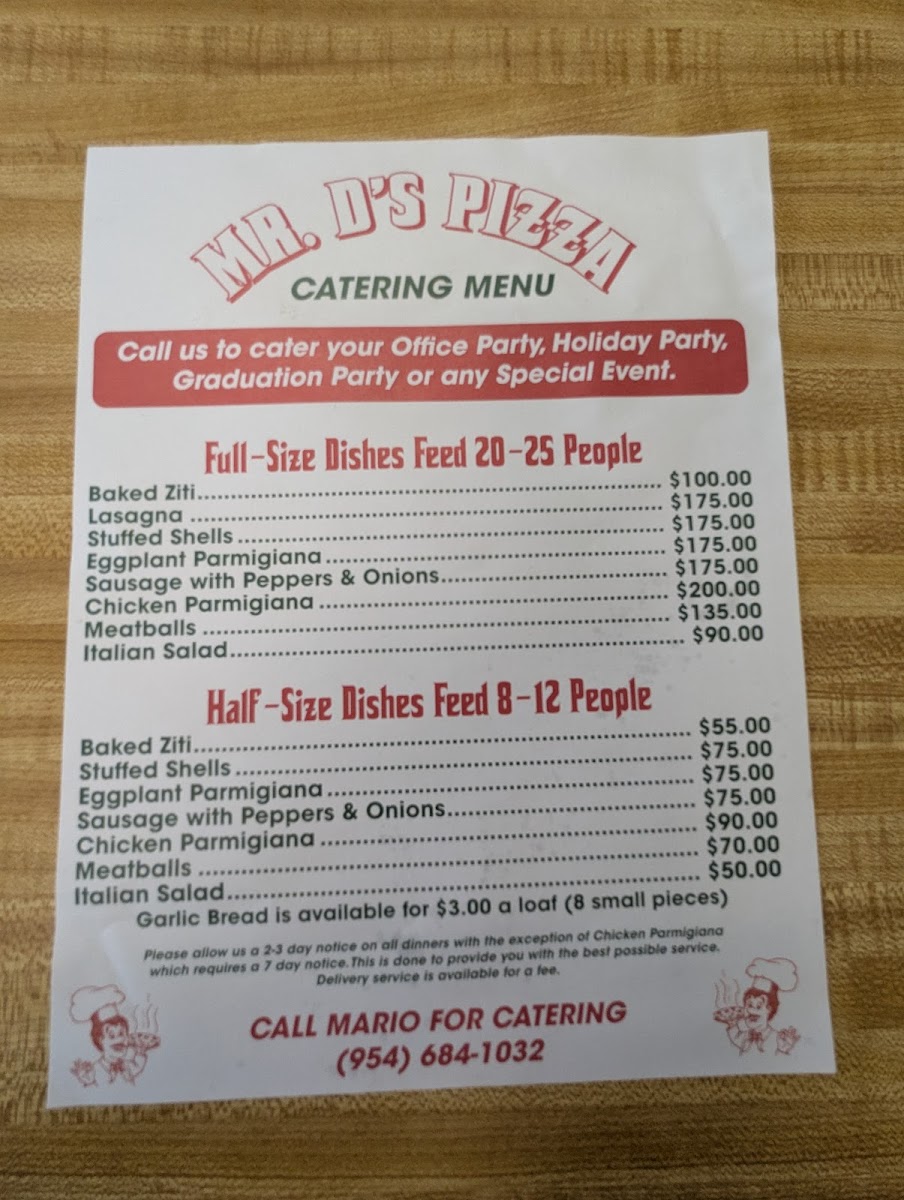 MR. D'S PIZZA
CATERING MENU
Call us to cater your Office Party, Holiday Party,
Graduation Party or any Special Event.
Full-Size Dishes Feed 20-25 People
Baked Ziti................................ $100.00
Lasagna ................................ $175.00
Stuffed Shells ................................ $175.00
Eggplant Parmigiana ................................ $175.00
Sausage with Peppers & Onions................................ $175.00
Chicken Parmigiana ................................ $200.00
Meatballs ................................ $135.00
Italian Salad................................ $90.00
Half-Size Dishes Feed 8-12 People
Baked Ziti................................ $55.00
Stuffed Shells ................................ $75.00
Eggplant Parmigiana ................................ $75.00
Sausage with Peppers & Onions................................ $75.00
Chicken Parmigiana ................................ $90.00
Meatballs ................................ $70.00
Italian Salad................................ $50.00
Garlic Bread is available for $3.00 a loaf (8 small pieces)
Please allow us a 2-3 day notice on all dinners with the exception of Chicken Parmigiana
which requires a 7 day notice. This is done to provide you with the best possible service.
Delivery service is available for a fee.
CALL MARIO FOR CATERING
(954) 684-1032